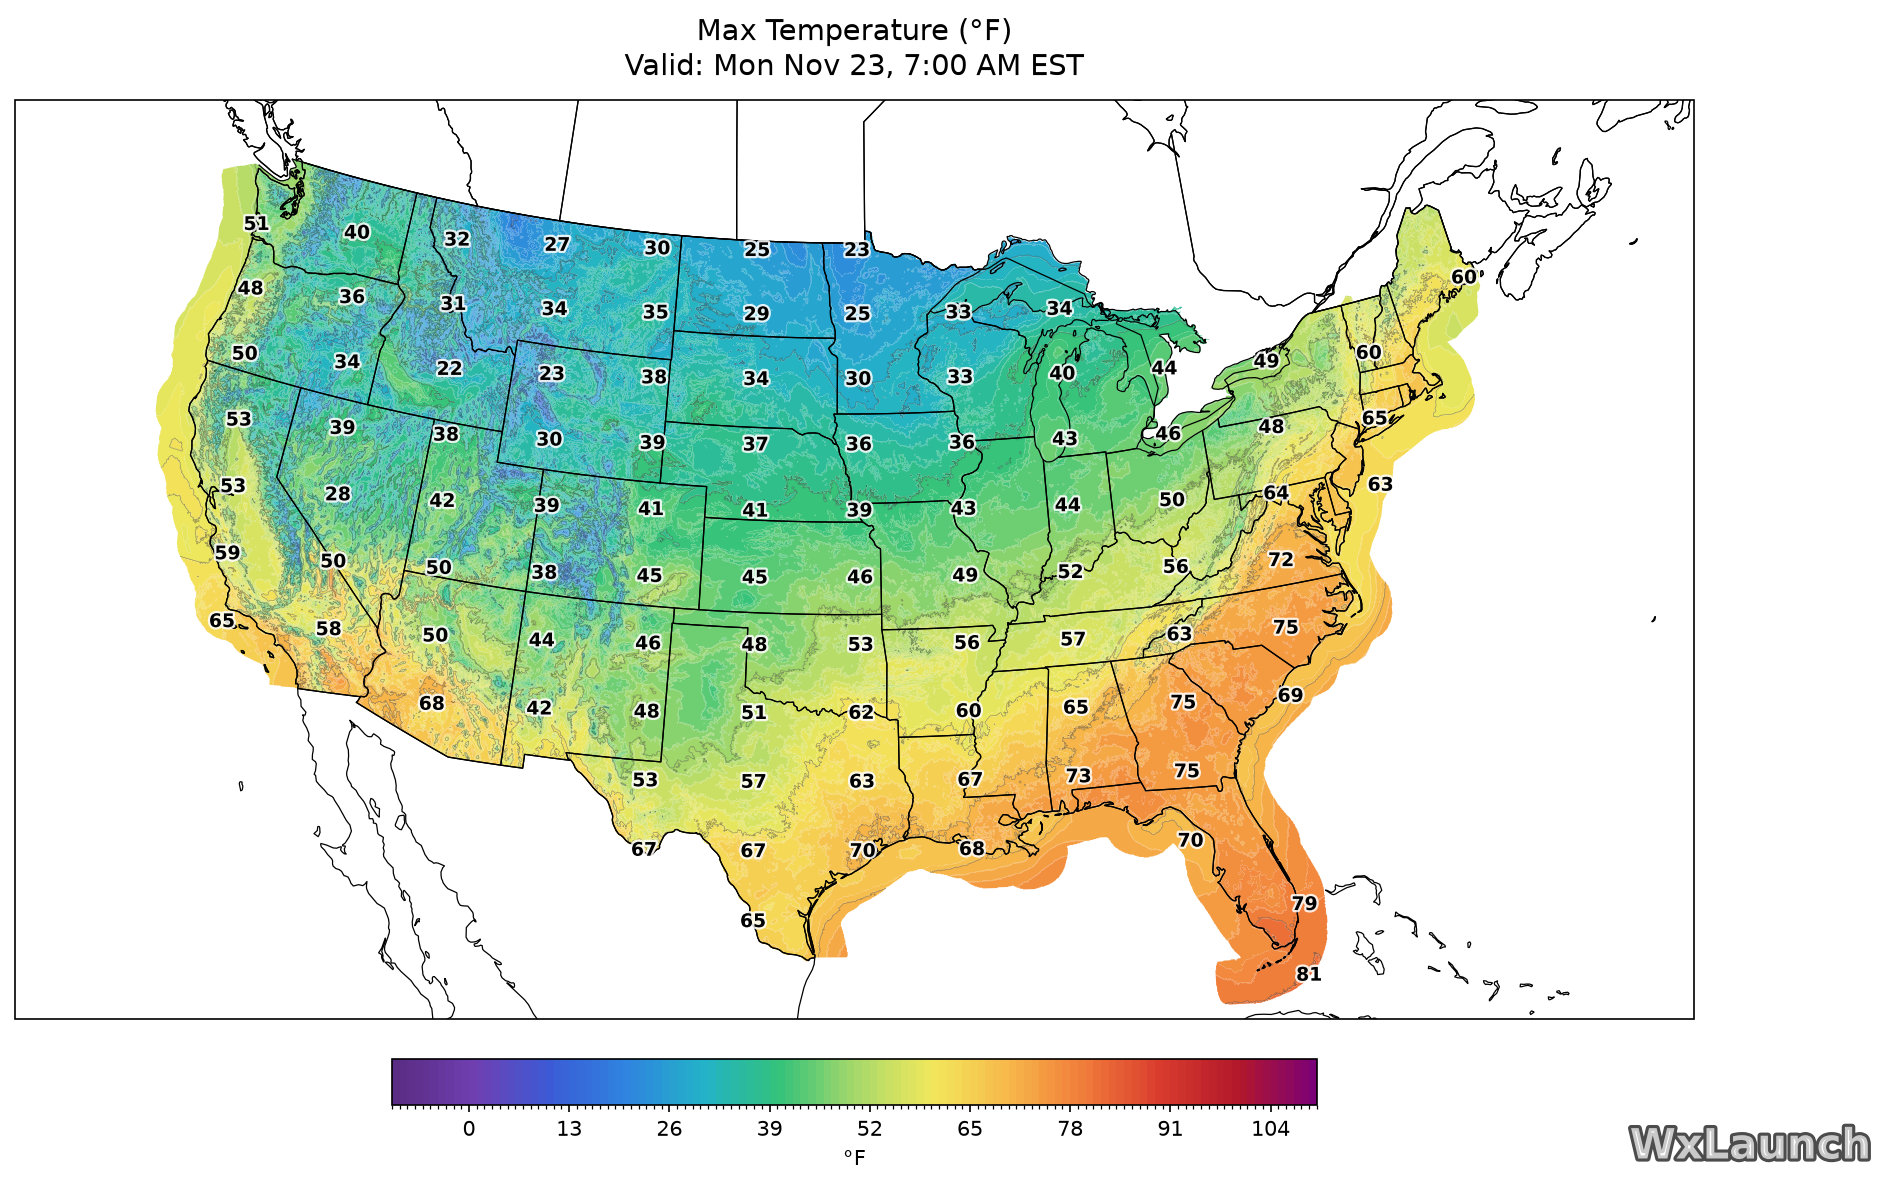 Max Temperature (°F)
Valid: Mon Nov 23, 7:00 AM EST
51 40 32 27 30 25 23 60
48 36 31 34 35 29 25 33 34
50 34 22 23 38 34 30 33 40 44 49 60
53 39 38 30 39 37 36 36 43 46 48 65
53 28 42 39 41 41 39 43 44 50 64 63
59 50 50 38 45 45 46 49 52 56 72
65 58 50 44 46 48 53 56 57 63 75
68 42 48 51 62 60 65 75 69
53 57 63 67 73 75
67 67 70 68 70
65 79
81
0 13 26 39 52 65 78 91 104
°F
WxLaunch